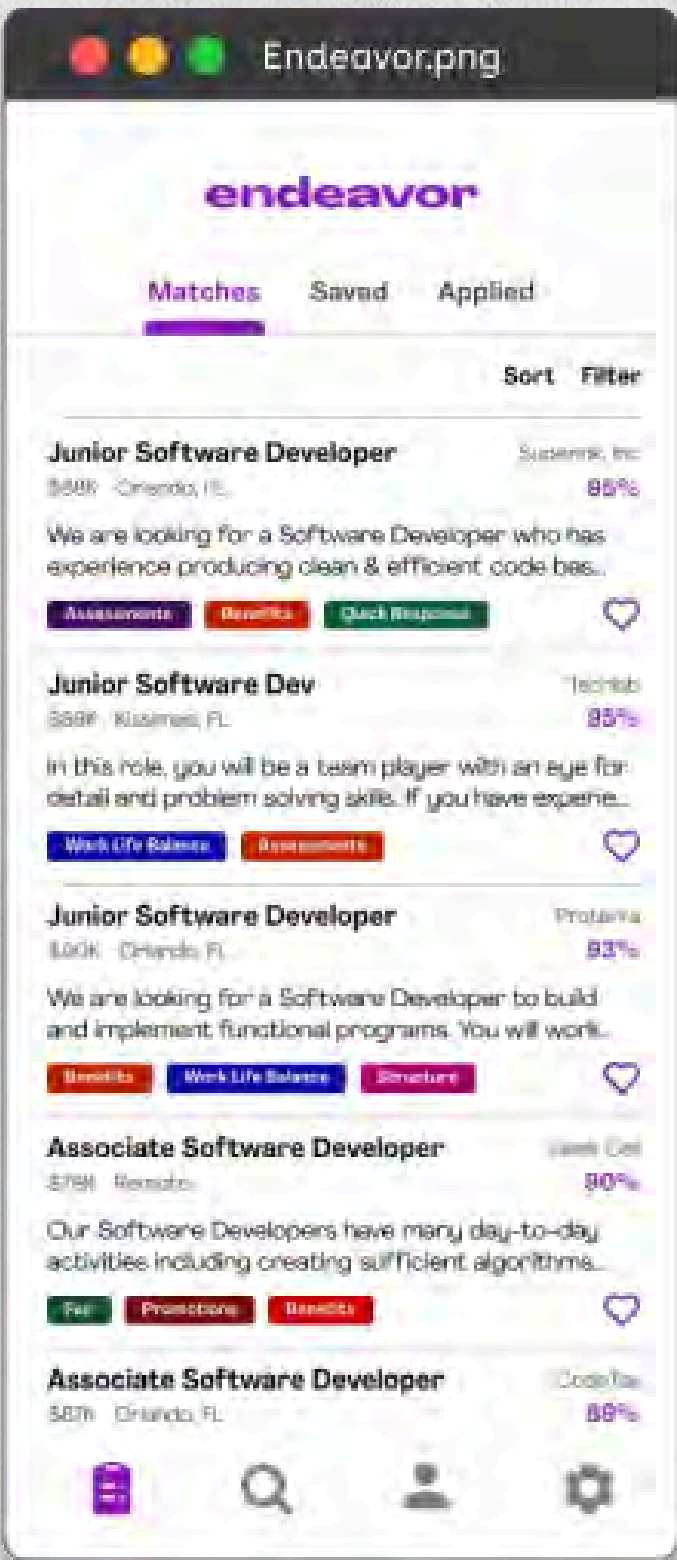 Endeavor.png
endeavor
Matches Saved Applied
Sort Filter
Junior Software Developer
Orlando, FL 95%
We are looking for a Software Developer who has
experience producing clean & efficient code bas...
Assessments Benefits Quick Response
Junior Software Dev
FL 95%
In this role, you will be a team player with an eye for
detail and problem solving skills. If you have experie...
Work Life Balance Assessments
Junior Software Developer
Orlando, FL 93%
We are looking for a Software Developer to build
and implement functional programs. You will work...
Benefits Work Life Balance Structure
Associate Software Developer
Remote 90%
Our Software Developers have many day-to-day
activities including creating sufficient algorithms...
Promotions Benefits
Associate Software Developer
Orlando, FL